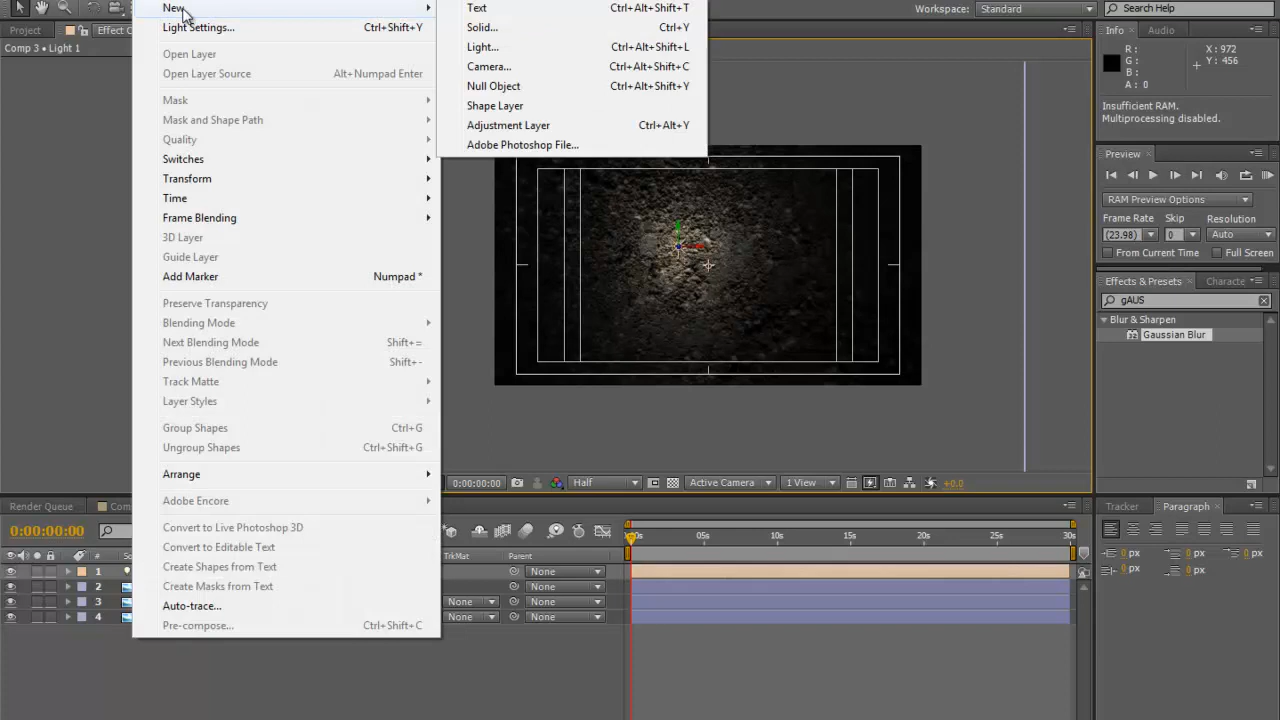 New
Text Ctrl+Alt+Shift+T
Workspace: Standard
Search Help
Project
Effect C
Light Settings... Ctrl+Shift+Y
Solid... Ctrl+Y
Info Audio
Comp 3 • Light 1
Light... Ctrl+Alt+Shift+L
R : X : 972
G : Y : 456
B :
A : 0
Open Layer
Camera... Ctrl+Alt+Shift+C
Open Layer Source Alt+Numpad Enter
Null Object Ctrl+Alt+Shift+Y
Mask
Shape Layer
Insufficient RAM.
Multiprocessing disabled.
Mask and Shape Path
Adjustment Layer Ctrl+Alt+Y
Quality
Adobe Photoshop File...
Preview
Switches
Transform
Time
RAM Preview Options
Frame Blending
Frame Rate Skip Resolution
(23.98) 0 Auto
3D Layer
Guide Layer
From Current Time Full Screen
Add Marker Numpad *
Effects & Presets Characte
gAUS
Preserve Transparency
Blending Mode
Blur & Sharpen
Next Blending Mode Shift+=
Gaussian Blur
Previous Blending Mode Shift+-
Track Matte
Layer Styles
Group Shapes Ctrl+G
Ungroup Shapes Ctrl+Shift+G
Arrange
0:00:00:00 Half Active Camera 1 View +0.0
Adobe Encore
Render Queue Com
Tracker Paragraph
Convert to Live Photoshop 3D
0:00:00:00
Convert to Editable Text
05s 10s 15s 20s 25s 30s
# So
TrkMat Parent
0 px 0 px 0 px
Create Shapes from Text
1 None
0 px 0 px
Create Masks from Text
2 None
Auto-trace...
3 None None
4 None None
Pre-compose... Ctrl+Shift+C